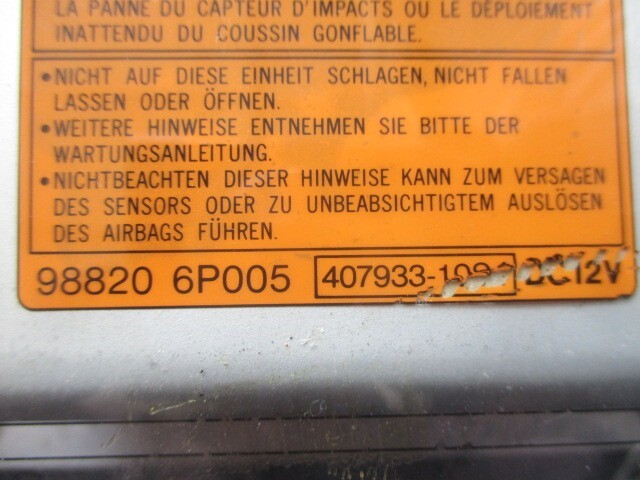 LA PANNE DU CAPTEUR D'IMPACTS OU LE DÉPLOIEMENT
INATTENDU DU COUSSIN GONFLABLE.
•NICHT AUF DIESE EINHEIT SCHLAGEN, NICHT FALLEN
LASSEN ODER ÖFFNEN.
•WEITERE HINWEISE ENTNEHMEN SIE BITTE DER
WARTUNGSANLEITUNG.
•NICHTBEACHTEN DIESER HINWEISE KANN ZUM VERSAGEN
DES SENSORS ODER ZU UNBEABSICHTIGTEM AUSLÖSEN
DES AIRBAGS FÜHREN.
98820 6P005 DC12V